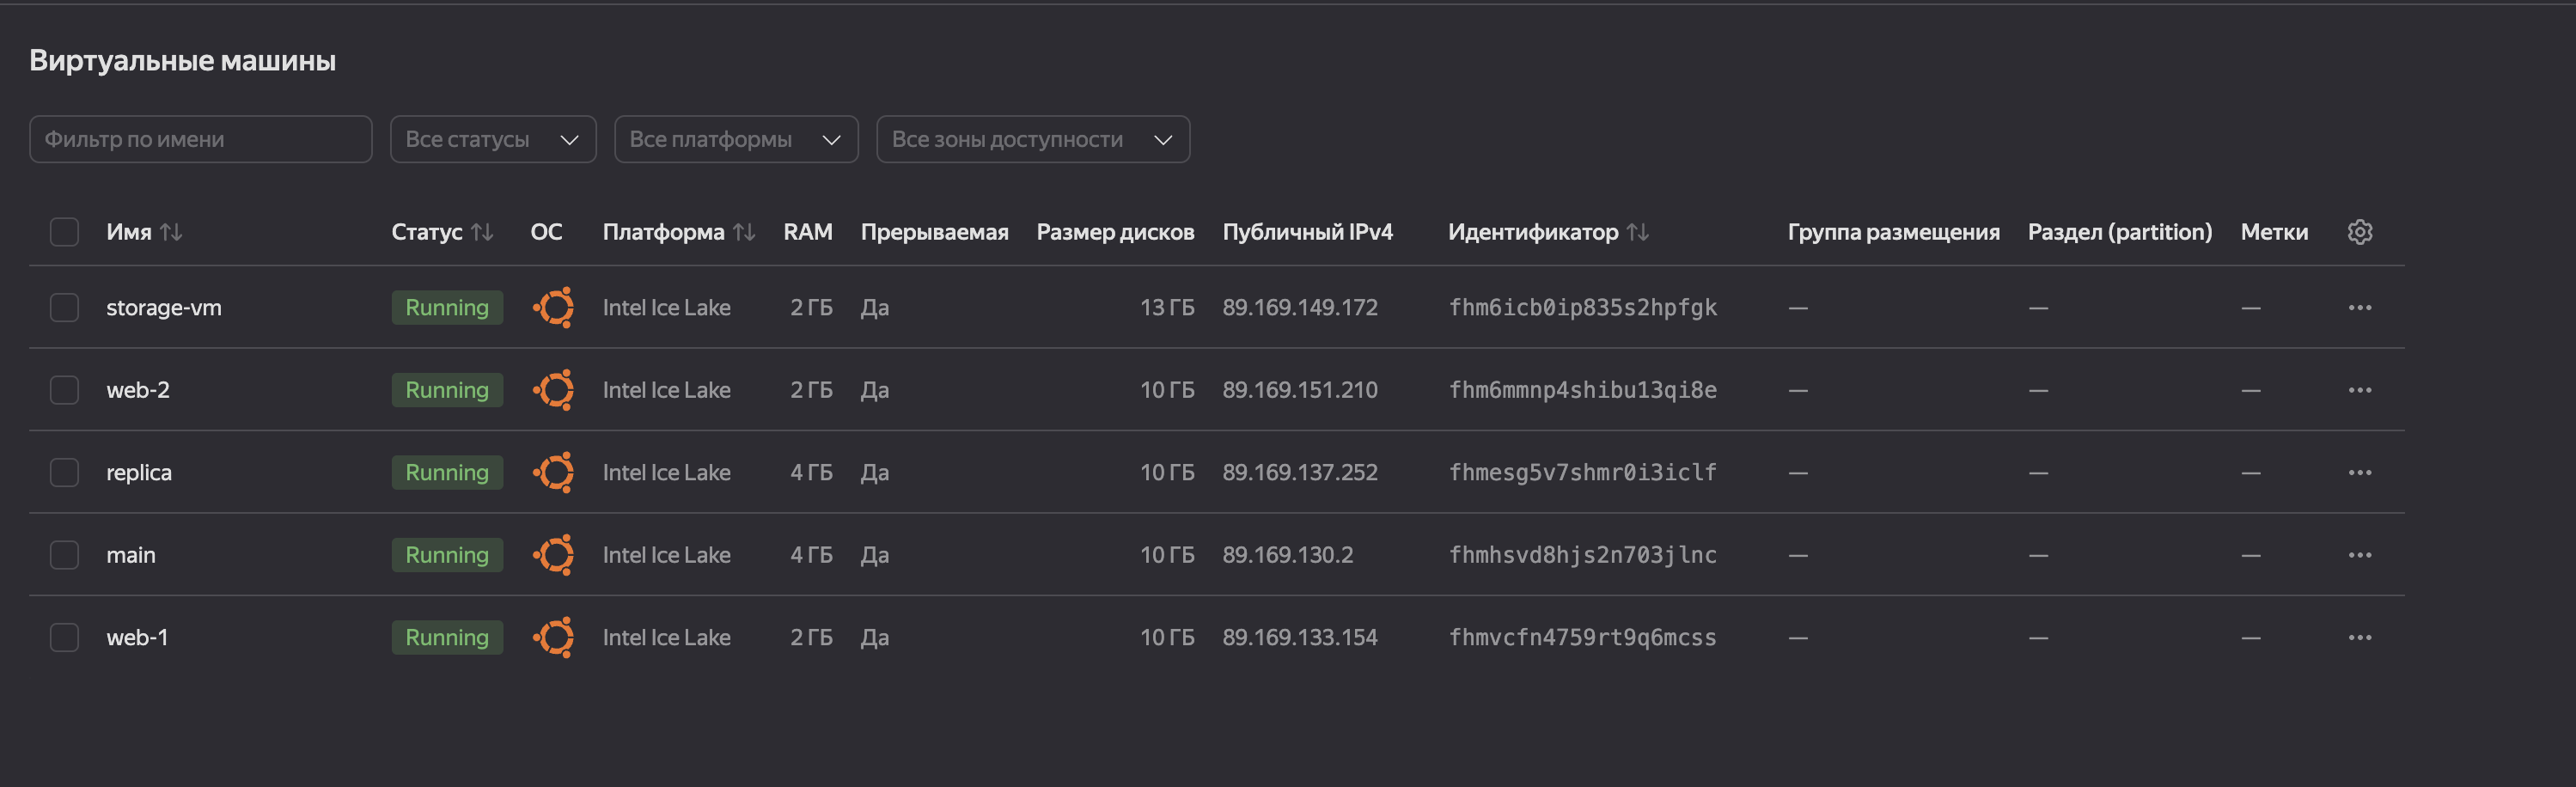 Виртуальные машины
Фильтр по имени Все статусы Все платформы Все зоны доступности
Имя Статус ОС Платформа RAM Прерываемая Размер дисков Публичный IPv4 Идентификатор Группа размещения Раздел (partition) Метки
storage-vm Running Intel Ice Lake 2 ГБ Да 13 ГБ 89.169.149.172 fhm6icb0ip835s2hpfgk — — —
web-2 Running Intel Ice Lake 2 ГБ Да 10 ГБ 89.169.151.210 fhm6mmnp4shibu13qi8e — — —
replica Running Intel Ice Lake 4 ГБ Да 10 ГБ 89.169.137.252 fhmesg5v7shmr0i3iclf — — —
main Running Intel Ice Lake 4 ГБ Да 10 ГБ 89.169.130.2 fhmhsvd8hjs2n703jlnc — — —
web-1 Running Intel Ice Lake 2 ГБ Да 10 ГБ 89.169.133.154 fhmvcfn4759rt9q6mcss — — —